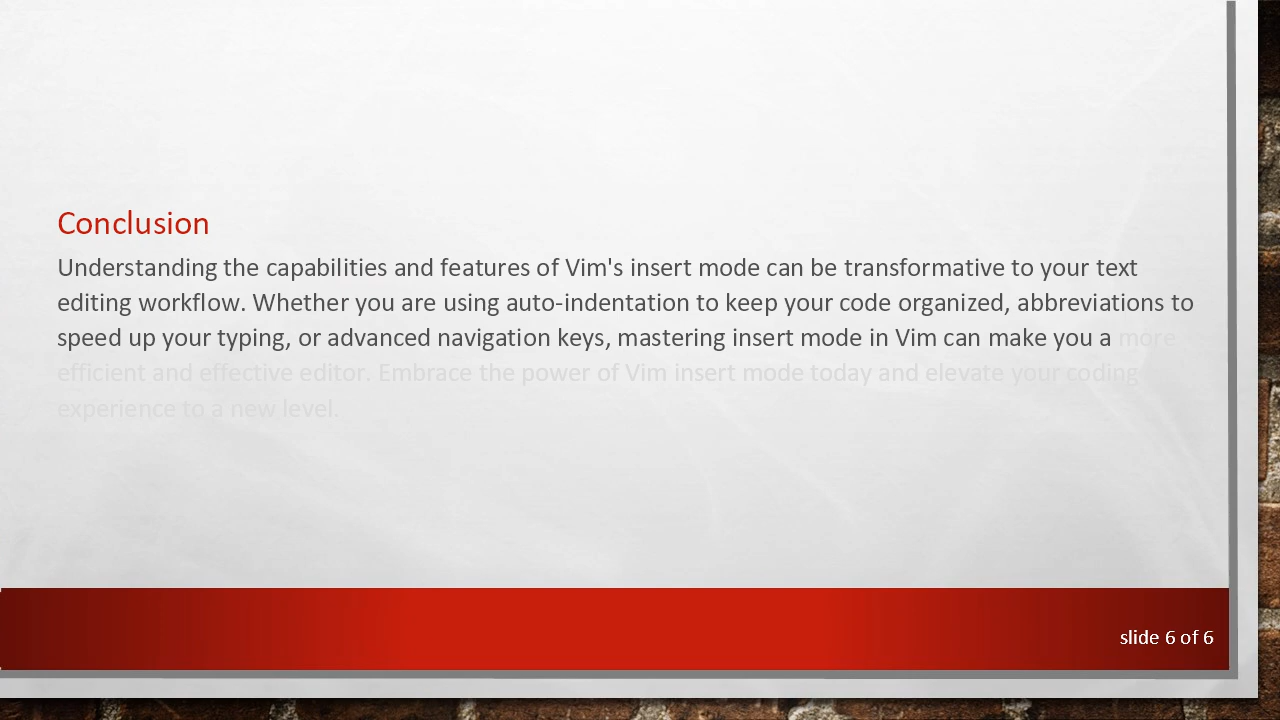 Conclusion
Understanding the capabilities and features of Vim's insert mode can be transformative to your text
editing workflow. Whether you are using auto-indentation to keep your code organized, abbreviations to
speed up your typing, or advanced navigation keys, mastering insert mode in Vim can make you a more
efficient and effective editor. Embrace the power of Vim insert mode today and elevate your coding
experience to a new level.
slide 6 of 6